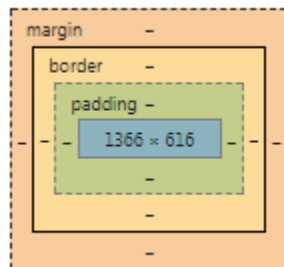 margin -
border -
padding -
- - - 1366 × 616 - - -
-
-
-